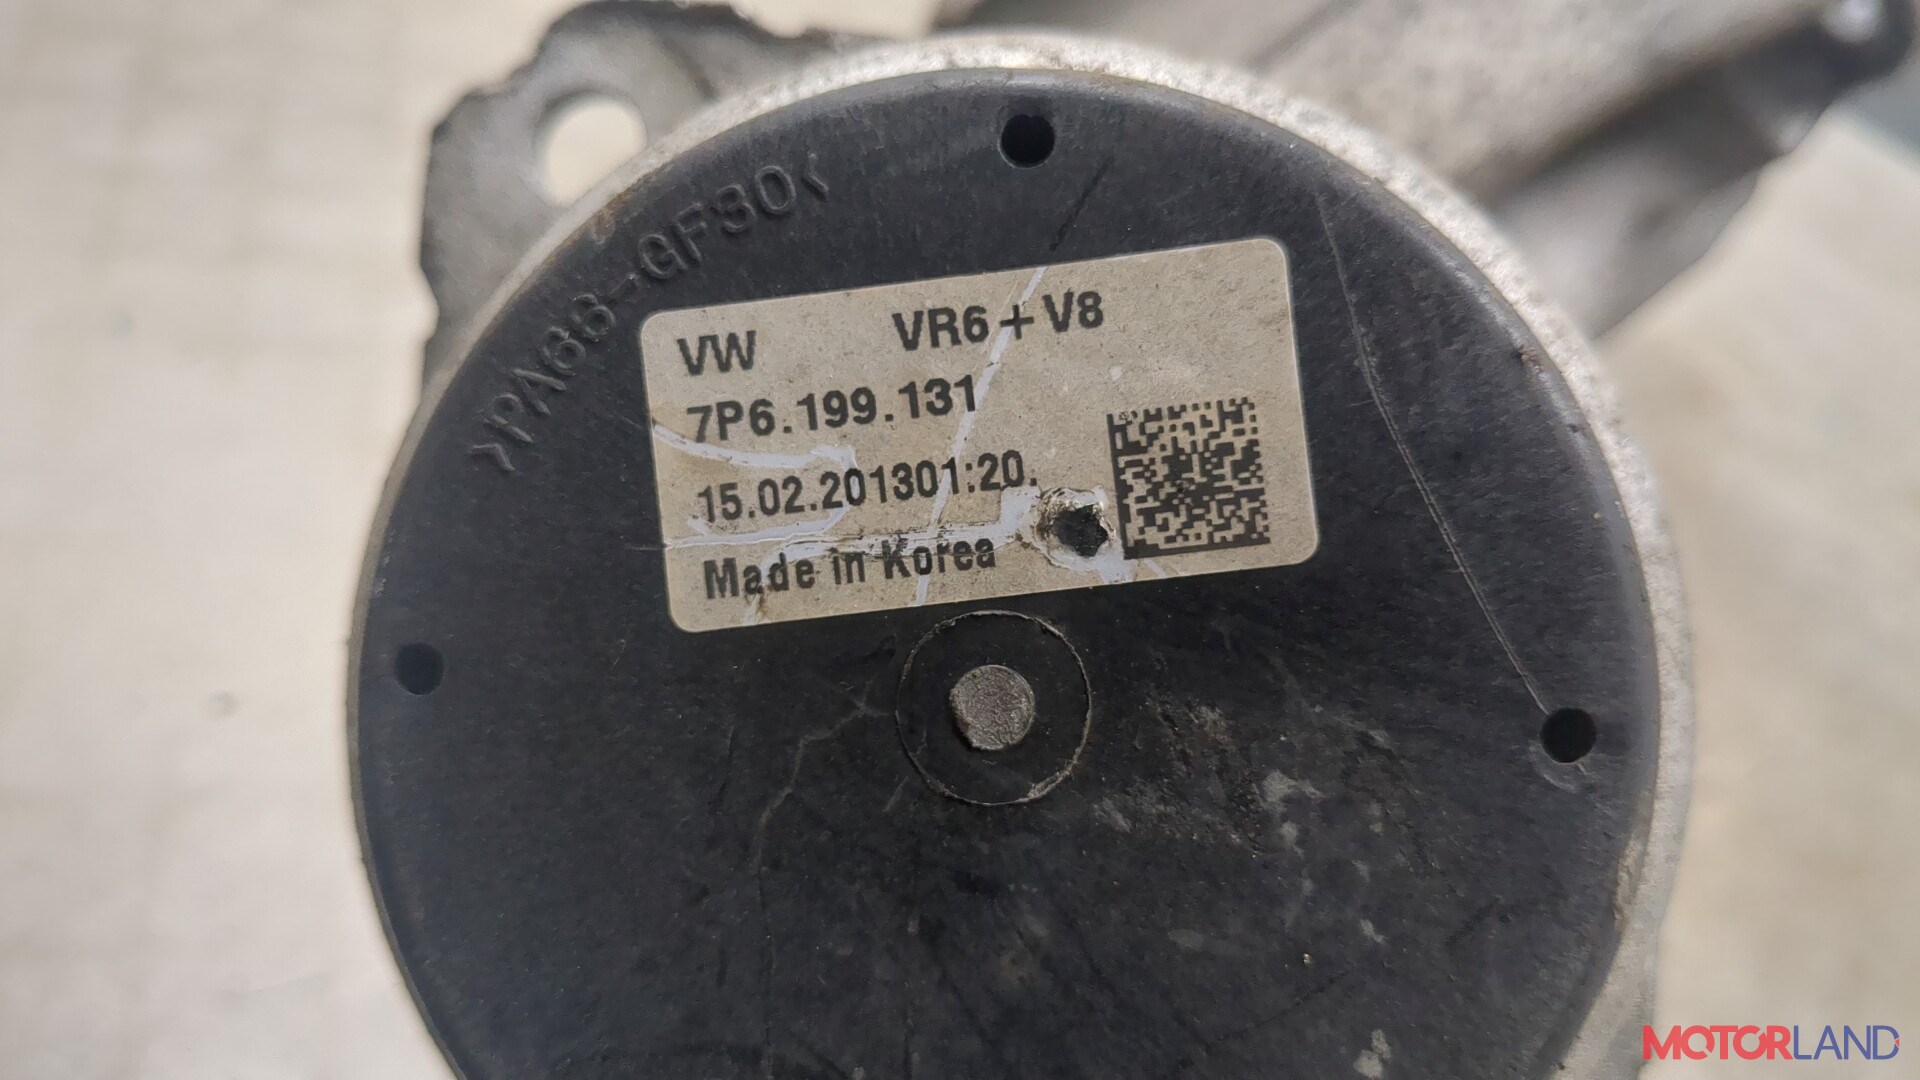 >PA66-GF30<
VW VR6+V8
7P6.199.131
15.02.201301:20.
Made in Korea
MOTORLAND